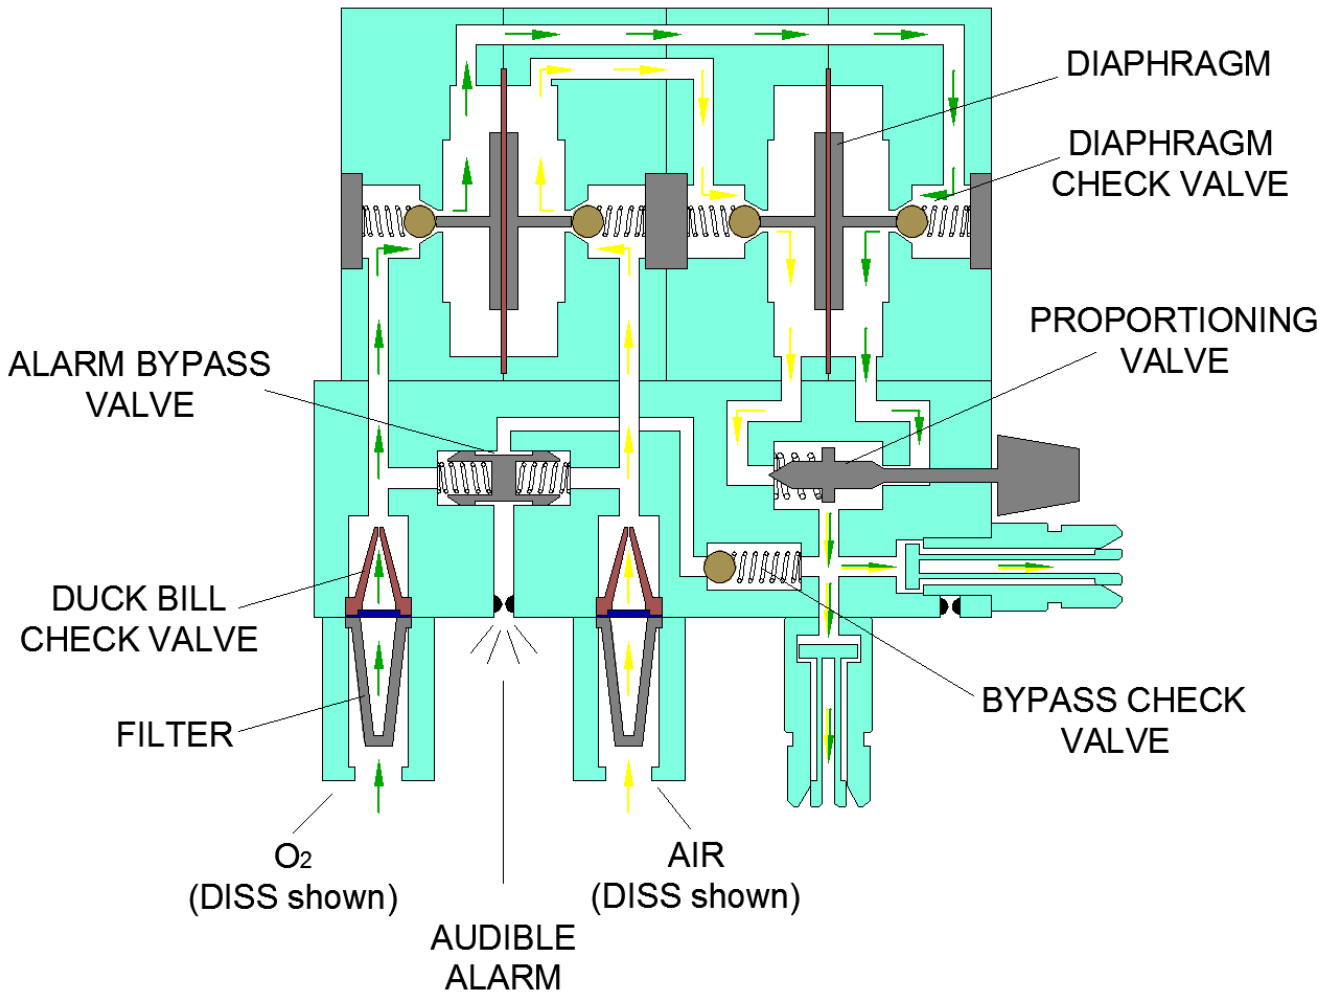 DIAPHRAGM
DIAPHRAGM
CHECK VALVE
PROPORTIONING
VALVE
ALARM BYPASS
VALVE
DUCK BILL
CHECK VALVE
FILTER
BYPASS CHECK
VALVE
O2
(DISS shown)
AIR
(DISS shown)
AUDIBLE
ALARM